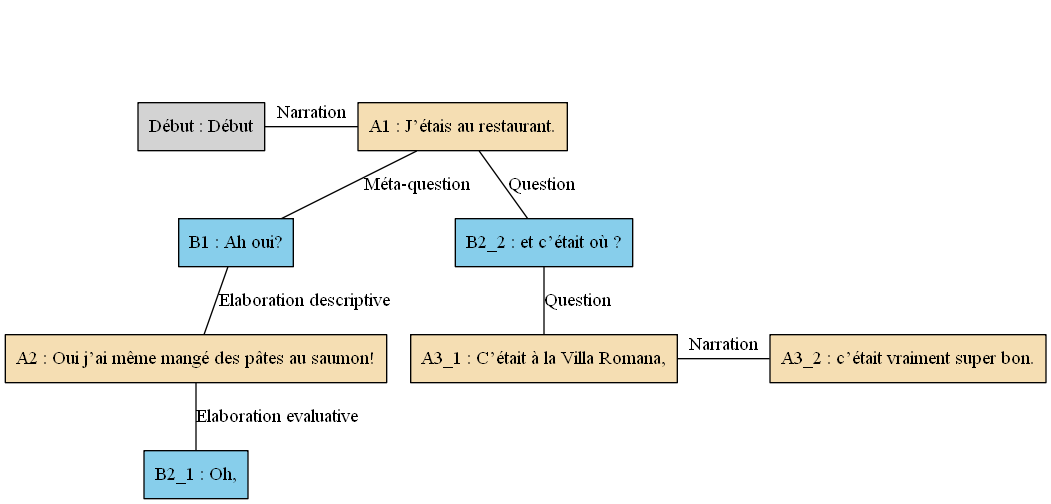 Narration
Début : Début
A1 : J'étais au restaurant.
Méta-question
Question
B1 : Ah oui?
B2_2 : et c'était où ?
Elaboration descriptive
Question
A2 : Oui j'ai même mangé des pâtes au saumon!
A3_1 : C'était à la Villa Romana,
Narration
A3_2 : c'était vraiment super bon.
Elaboration evaluative
B2_1 : Oh,